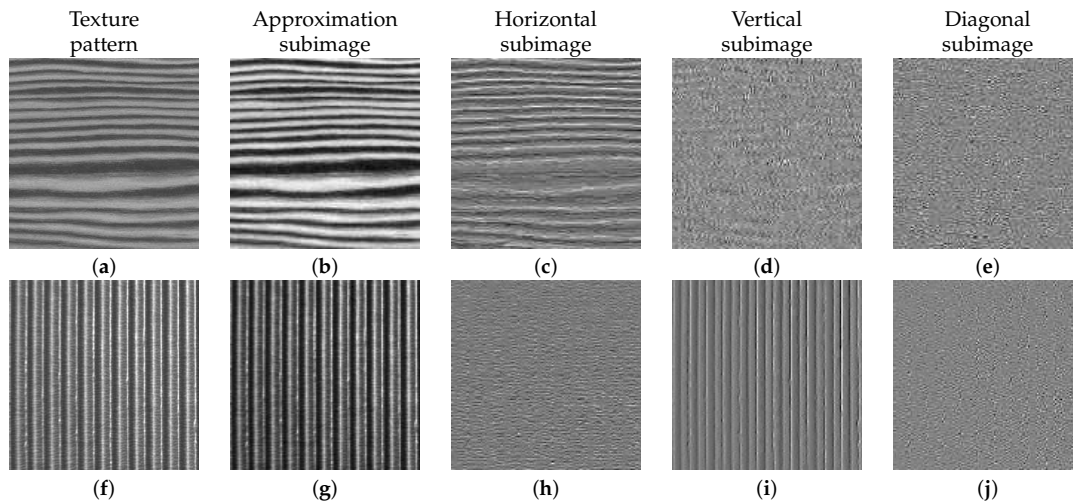 Texture pattern
Approximation subimage
Horizontal subimage
Vertical subimage
Diagonal subimage
(a)
(b)
(c)
(d)
(e)
(f)
(g)
(h)
(i)
(j)